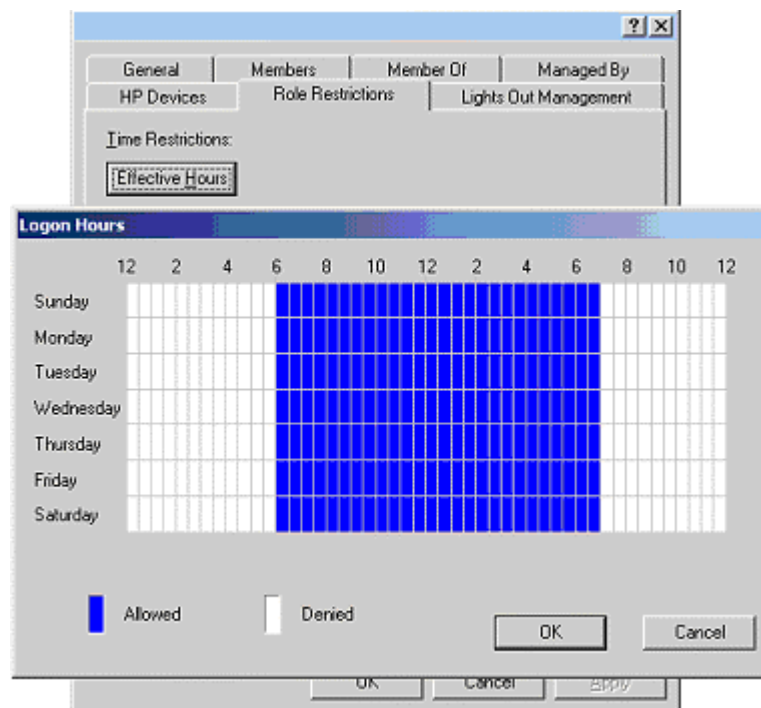 General Members Member Of Managed By
HP Devices Role Restrictions Lights Out Management
Time Restrictions:
Effective Hours
Logon Hours
12 2 4 6 8 10 12 2 4 6 8 10 12
Sunday
Monday
Tuesday
Wednesday
Thursday
Friday
Saturday
Allowed Denied OK Cancel
OK Cancel Apply